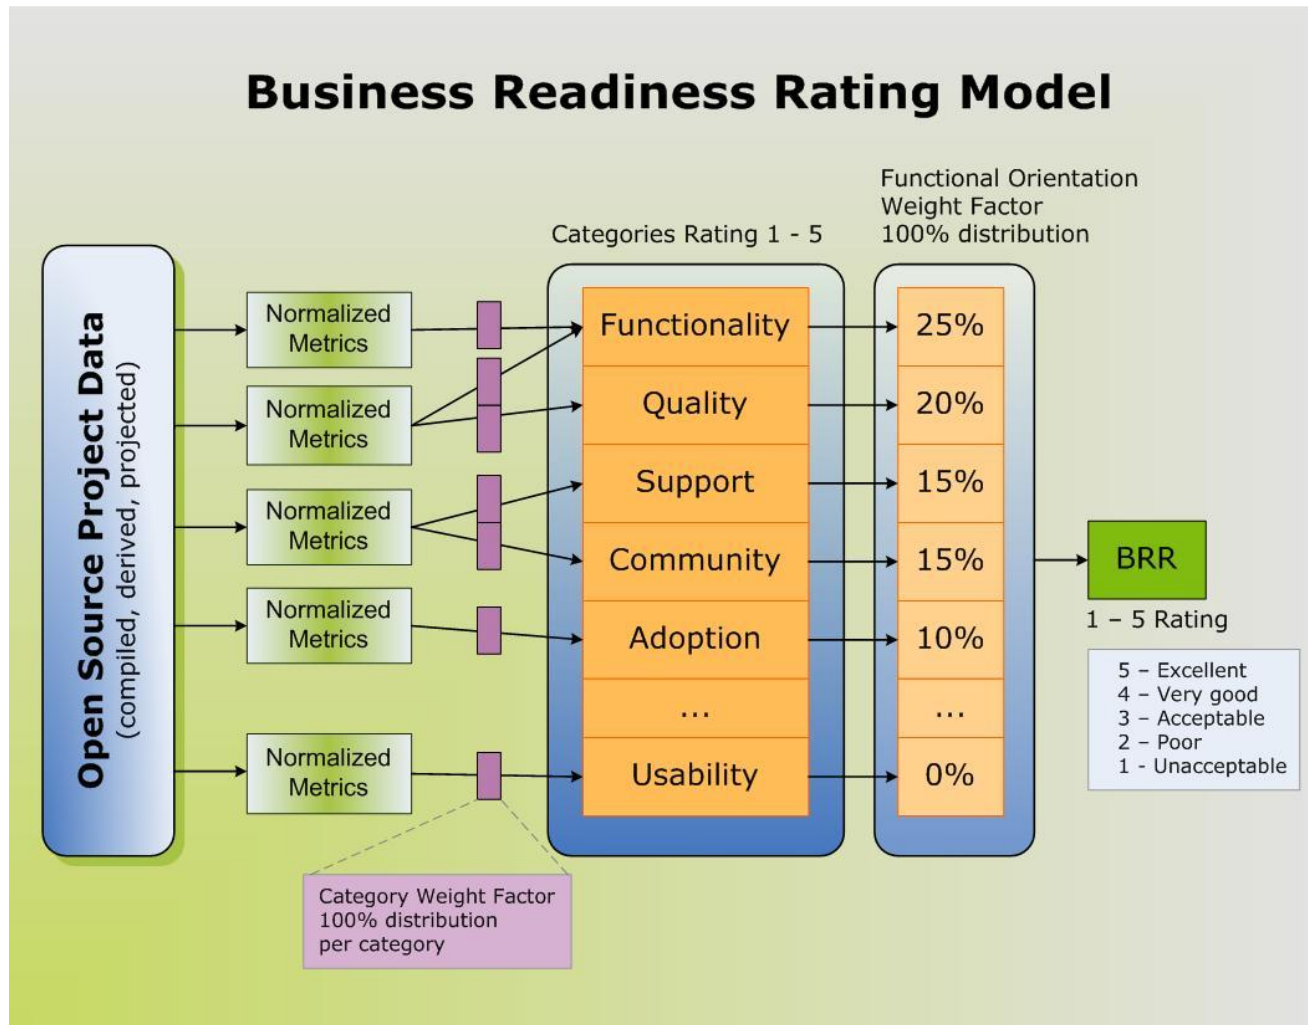 Business Readiness Rating Model
Open Source Project Data
(compiled, derived, projected)
Normalized
Metrics
Normalized
Metrics
Normalized
Metrics
Normalized
Metrics
Normalized
Metrics
Category Weight Factor
100% distribution
per category
Categories Rating 1 - 5
Functionality
Quality
Support
Community
Adoption
...
Usability
Functional Orientation
Weight Factor
100% distribution
25%
20%
15%
15%
10%
...
0%
BRR
1 – 5 Rating
5 – Excellent
4 – Very good
3 – Acceptable
2 – Poor
1 - Unacceptable